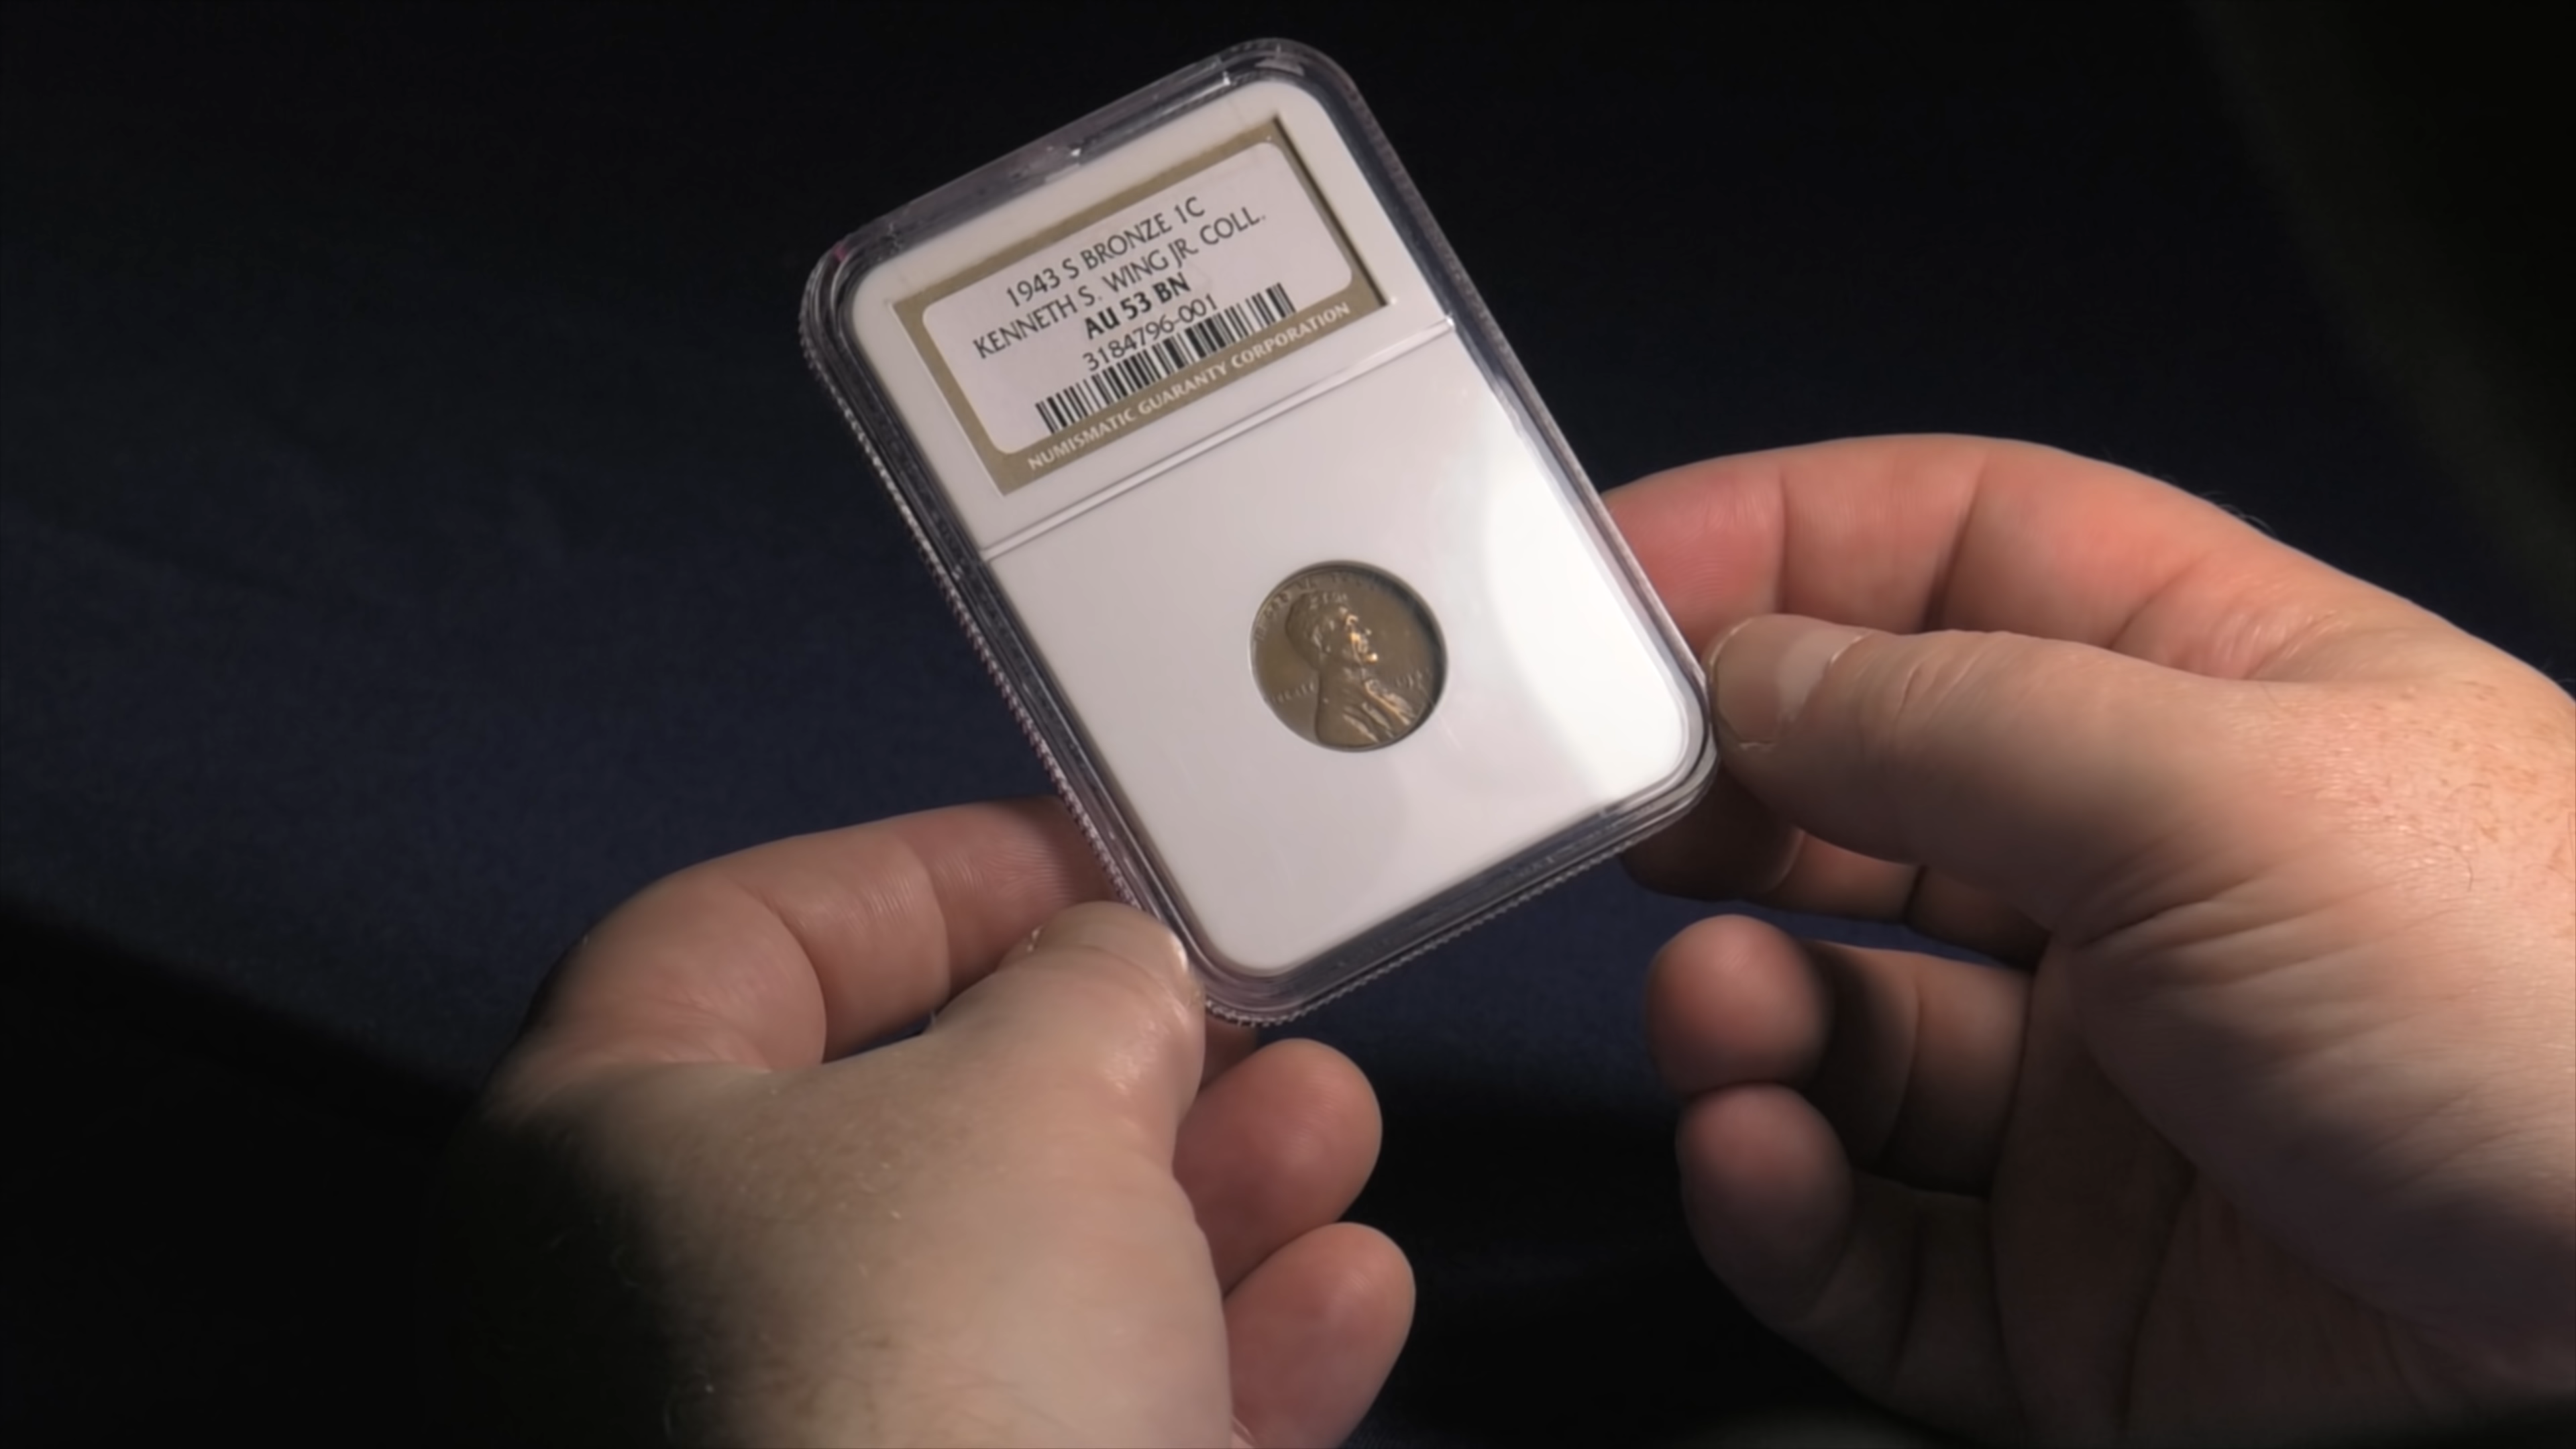 1943 S BRONZE 1C
KENNETH S. WING JR. COLL.
AU 53 BN
3184796-001
NUMISMATIC GUARANTY CORPORATION